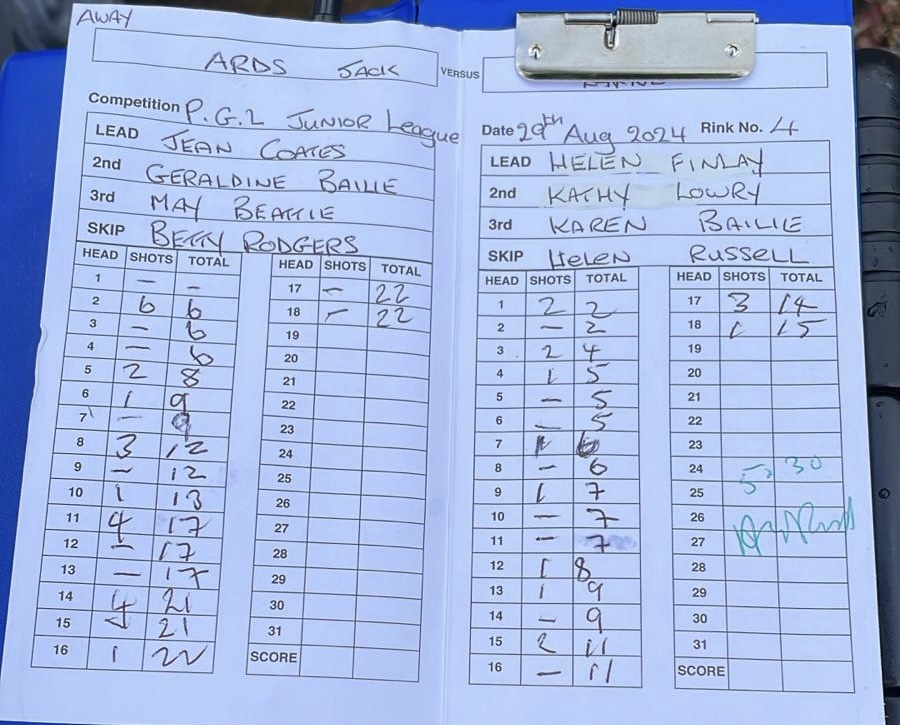 AWAY
ARDS JACK VERSUS
Competition P.G.L JUNIOR League
LEAD JEAN COATES
2nd GERALDINE BAILIE
3rd MAY BEATTIE
SKIP BETTY RODGERS
HEAD SHOTS TOTAL HEAD SHOTS TOTAL
1 - - 17 - 22
2 6 6 18 - 22
3 - 6 19
4 - 6 20
5 2 8 21
6 1 9 22
7 - 9 23
8 3 12 24
9 - 12 25
10 1 13 26
11 4 17 27
12 - 17 28
13 - 17 29
14 4 21 30
15 - 21 31
16 1 22 SCORE
Date 29th Aug 2024 Rink No. 4
LEAD HELEN FINLAY
2nd KATHY LOWRY
3rd KAREN BAILIE
SKIP HELEN RUSSELL
HEAD SHOTS TOTAL HEAD SHOTS TOTAL
1 2 2 17 3 14
2 - 2 18 1 15
3 2 4 19
4 1 5 20
5 - 5 21
6 - 5 22
7 1 6 23
8 - 6 24
9 1 7 25
10 - 7 26
11 - 7 27
12 1 8 28
13 1 9 29
14 - 9 30
15 2 11 31
16 - 11 SCORE